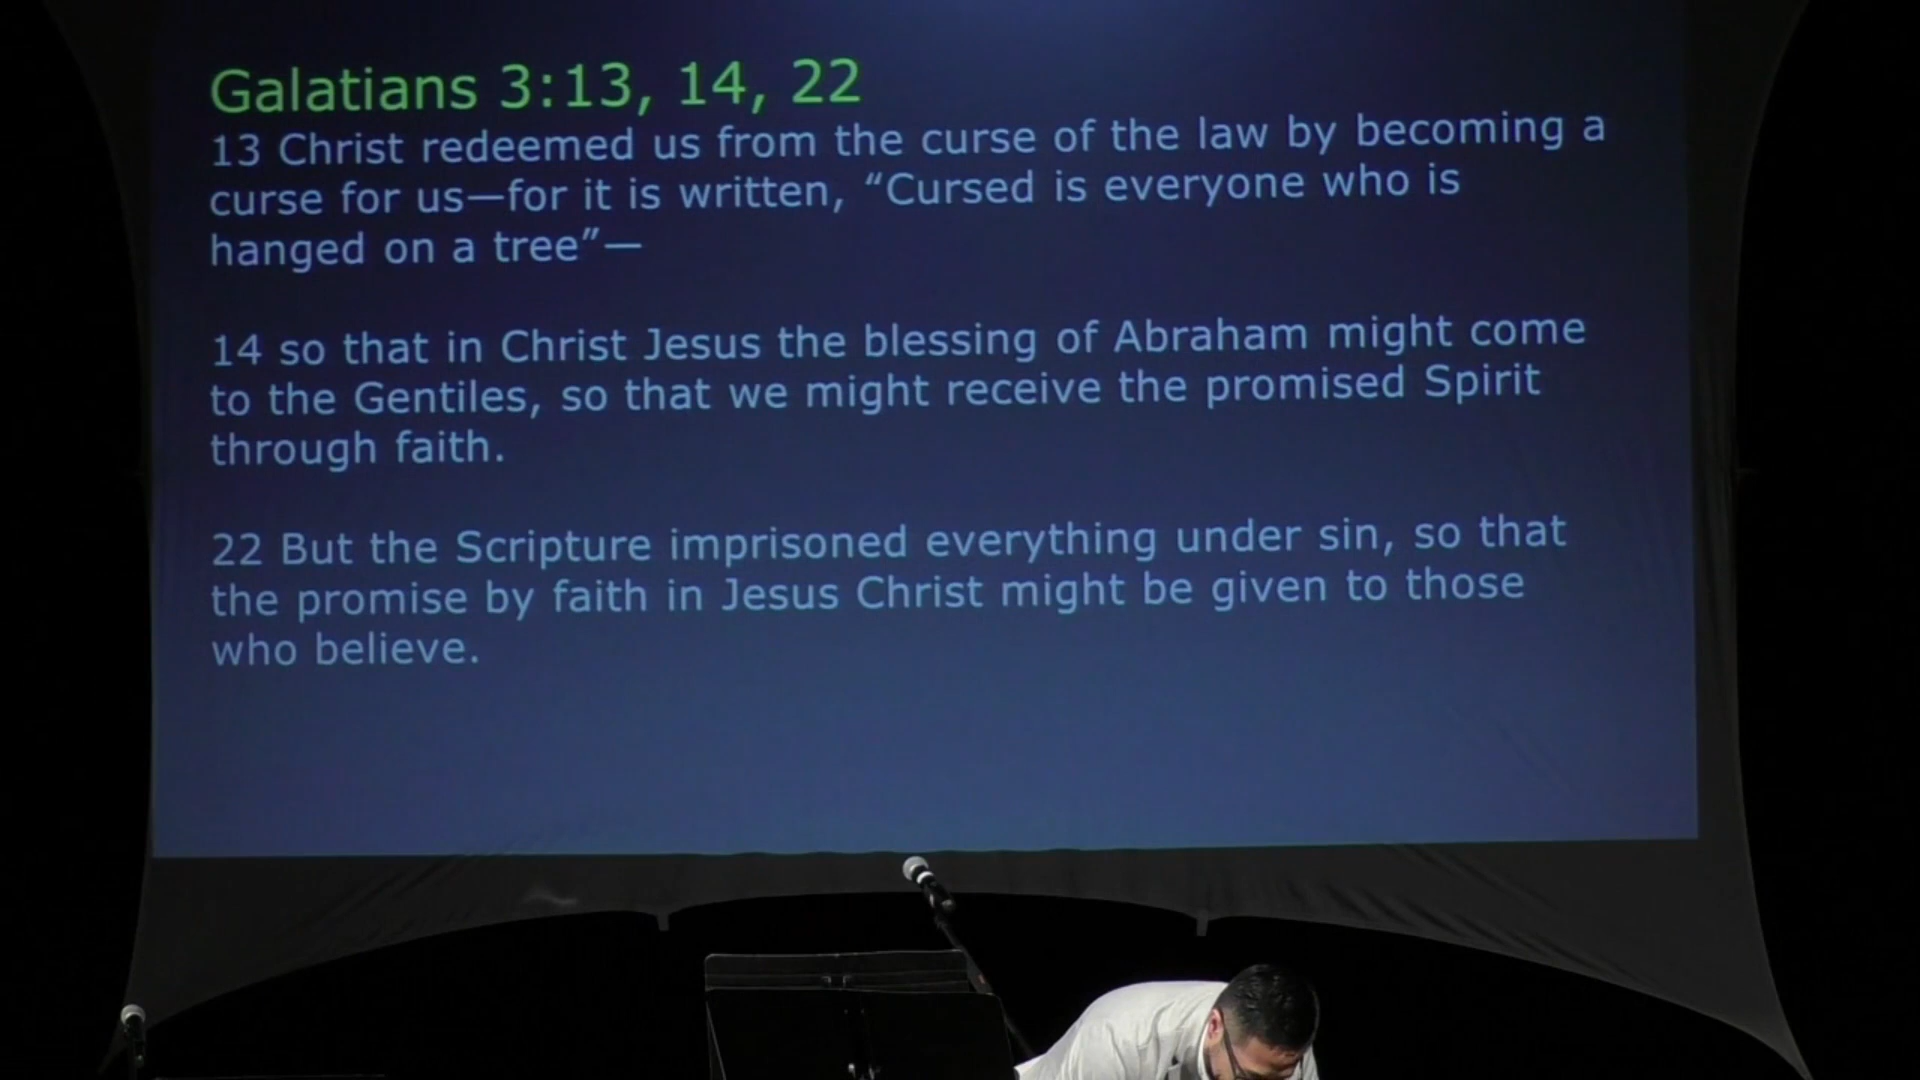 Galatians 3:13, 14, 22
13 Christ redeemed us from the curse of the law by becoming a
curse for us—for it is written, “Cursed is everyone who is
hanged on a tree”—
14 so that in Christ Jesus the blessing of Abraham might come
to the Gentiles, so that we might receive the promised Spirit
through faith.
22 But the Scripture imprisoned everything under sin, so that
the promise by faith in Jesus Christ might be given to those
who believe.